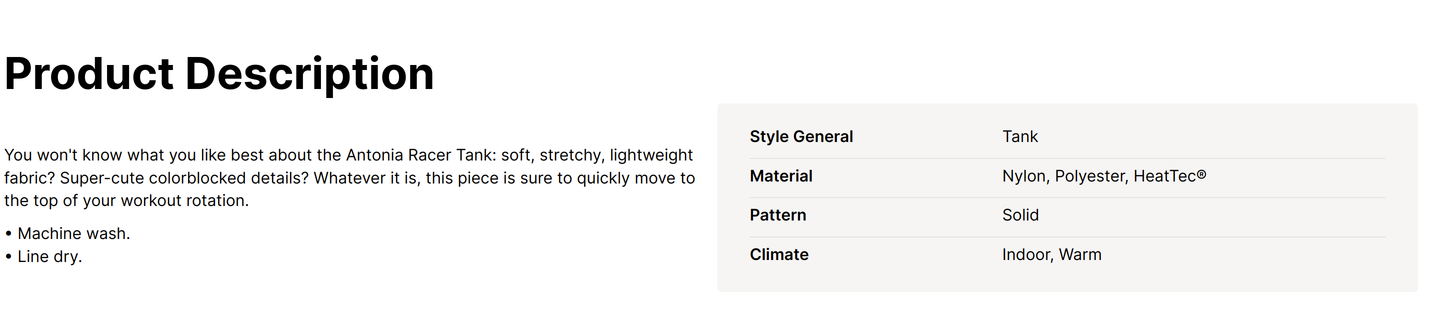 Product Description
You won't know what you like best about the Antonia Racer Tank: soft, stretchy, lightweight
fabric? Super-cute colorblocked details? Whatever it is, this piece is sure to quickly move to
the top of your workout rotation.
• Machine wash.
• Line dry.
Style General Tank
Material Nylon, Polyester, HeatTec®
Pattern Solid
Climate Indoor, Warm